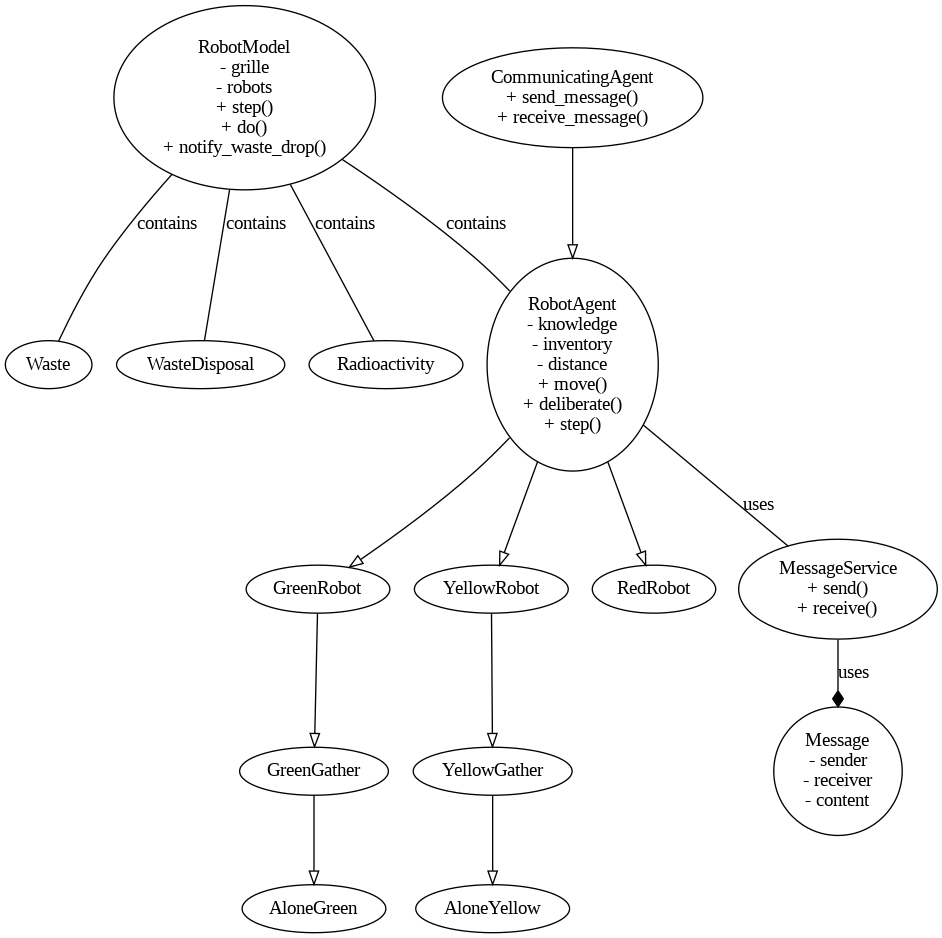 RobotModel
- grille
- robots
+ step()
+ do()
+ notify_waste_drop()
CommunicatingAgent
+ send_message()
+ receive_message()
contains
contains
contains
contains
Waste
WasteDisposal
Radioactivity
RobotAgent
- knowledge
- inventory
- distance
+ move()
+ deliberate()
+ step()
uses
GreenRobot
YellowRobot
RedRobot
MessageService
+ send()
+ receive()
uses
GreenGather
YellowGather
Message
- sender
- receiver
- content
AloneGreen
AloneYellow